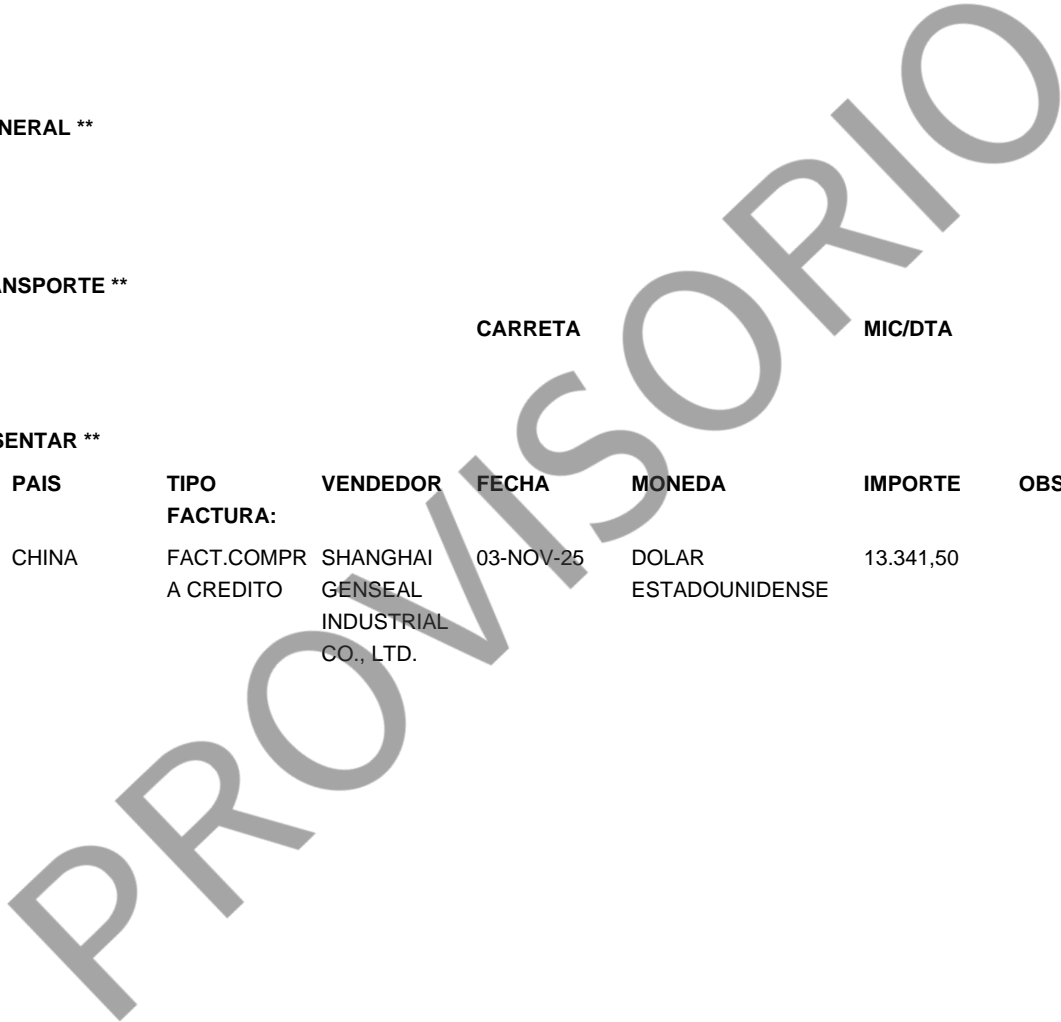 NERAL **
ANSPORTE **
CARRETA MIC/DTA
SENTAR **
PAIS TIPO VENDEDOR FECHA MONEDA IMPORTE OBS
FACTURA:
CHINA FACT.COMPR SHANGHAI 03-NOV-25 DOLAR 13.341,50
A CREDITO GENSEAL ESTADOUNIDENSE
INDUSTRIAL
CO., LTD.
PROVISORIO